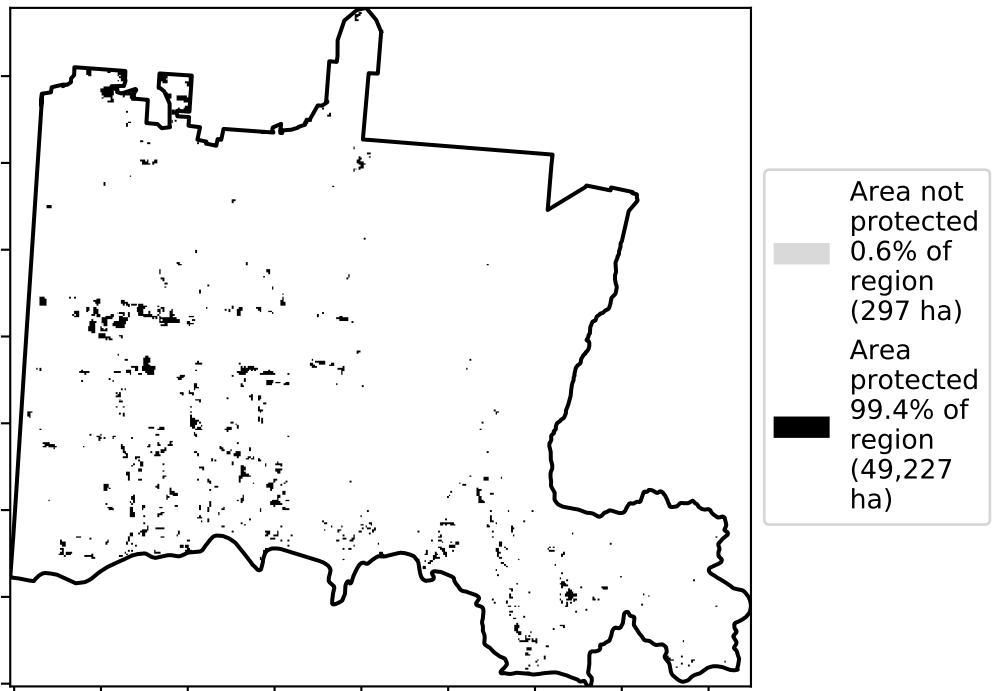 Area not
protected
0.6% of
region
(297 ha)
Area
protected
99.4% of
region
(49,227
ha)